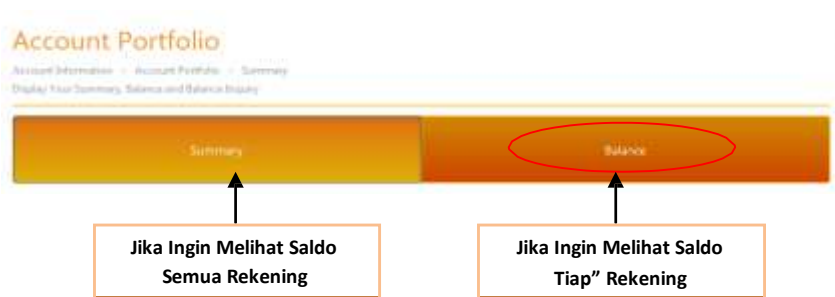 Account Portfolio
Account Information > Account Portfolio > Summary
Display Your Summary, Balance and Balance Inquiry
Summary
Balance
Jika Ingin Melihat Saldo
Semua Rekening
Jika Ingin Melihat Saldo
Tiap” Rekening